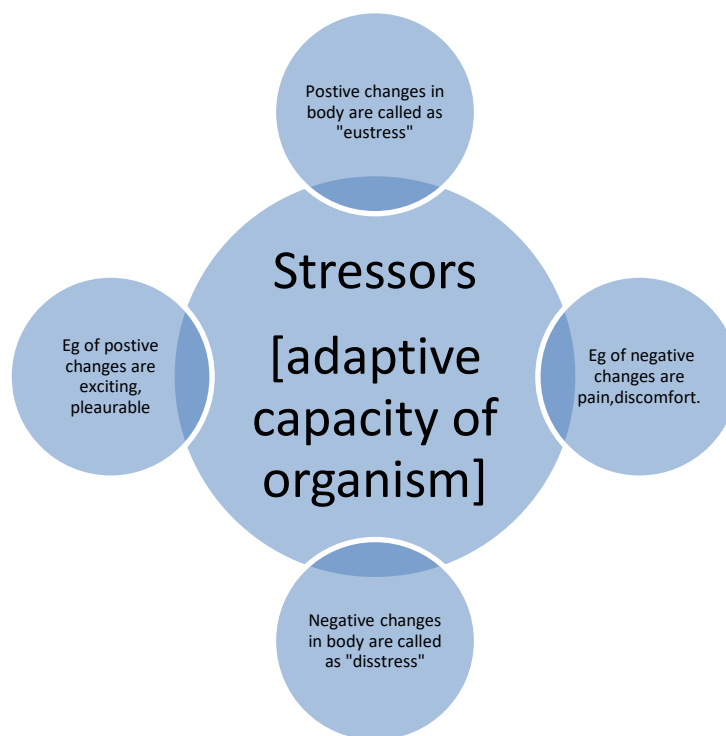 Postive changes in
body are called as
"eustress"
Stressors
[adaptive
capacity of
organism]
Eg of postive
changes are
exciting,
pleaurable
Eg of negative
changes are
pain,discomfort.
Negative changes
in body are called
as "disstress"